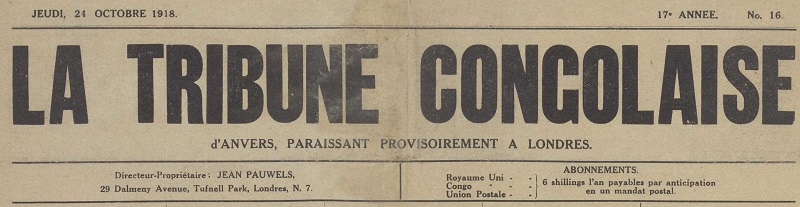 JEUDI, 24 OCTOBRE 1918. 17e ANNEE. No. 16.
LA TRIBUNE CONGOLAISE
d'ANVERS, PARAISSANT PROVISOIREMENT A LONDRES.
Directeur-Propriétaire: JEAN PAUWELS,
29 Dalmeny Avenue, Tufnell Park, Londres, N. 7.
ABONNEMENTS.
Royaume Uni - -
Congo - - -
Union Postale - -
6 shillings l'an payables par anticipation
en un mandat postal.